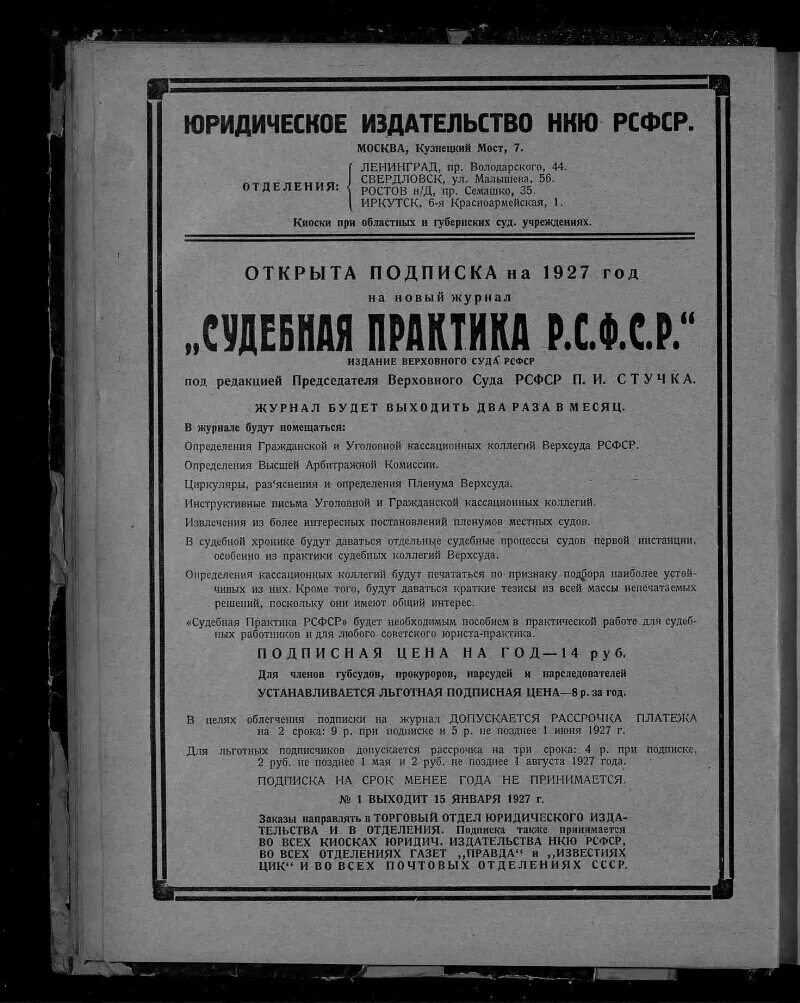 ЮРИДИЧЕСКОЕ ИЗДАТЕЛЬСТВО НКЮ РСФСР.
МОСКВА, Кузнецкий Мост, 7.
ОТДЕЛЕНИЯ:
ЛЕНИНГРАД, пр. Володарского, 44.
СВЕРДЛОВСК, ул. Малышева, 56.
РОСТОВ н/Д, пр. Семашко, 35.
ИРКУТСК, 6-я Красноармейская, 1.
Киоски при областных и губернских суд. учреждениях.
ОТКРЫТА ПОДПИСКА на 1927 год
на новый журнал
„СУДЕБНАЯ ПРАКТИКА Р.С.Ф.С.Р.“
ИЗДАНИЕ ВЕРХОВНОГО СУДА РСФСР
под редакцией Председателя Верховного Суда РСФСР П. И. СТУЧКА.
ЖУРНАЛ БУДЕТ ВЫХОДИТЬ ДВА РАЗА В МЕСЯЦ.
В журнале будут помещаться:
Определения Гражданской и Уголовной кассационных коллегий Верхсуда РСФСР.
Определения Высшей Арбитражной Комиссии.
Циркуляры, раз'яснения и определения Пленума Верхсуда.
Инструктивные письма Уголовной и Гражданской кассационных коллегий.
Извлечения из более интересных постановлений пленумов местных судов.
В судебной хронике будут даваться отдельные судебные процессы судов первой инстанции,
особенно из практики судебных коллегий Верхсуда.
Определения кассационных коллегий будут печататься по признаку подбора наиболее устой-
чивых из них. Кроме того, будут даваться краткие тезисы из всей массы непечатаемых
решений, поскольку они имеют общий интерес.
«Судебная Практика РСФСР» будет необходимым пособием в практической работе для судеб-
ных работников и для любого советского юриста-практика.
ПОДПИСНАЯ ЦЕНА НА ГОД—14 руб.
Для членов губсудов, прокуроров, нарсудей и нарследователей
УСТАНАВЛИВАЕТСЯ ЛЬГОТНАЯ ПОДПИСНАЯ ЦЕНА—8 р. за год.
В целях облегчения подписки на журнал ДОПУСКАЕТСЯ РАССРОЧКА ПЛАТЕЖА
на 2 срока: 9 р. при подписке и 5 р. не позднее 1 июня 1927 г.
Для льготных подписчиков допускается рассрочка на три срока: 4 р. при подписке,
2 руб. не позднее 1 мая и 2 руб. не позднее 1 августа 1927 года.
ПОДПИСКА НА СРОК МЕНЕЕ ГОДА НЕ ПРИНИМАЕТСЯ.
№ 1 ВЫХОДИТ 15 ЯНВАРЯ 1927 г.
Заказы направлять в ТОРГОВЫЙ ОТДЕЛ ЮРИДИЧЕСКОГО ИЗДА-
ТЕЛЬСТВА И В ОТДЕЛЕНИЯ. Подписка также принимается
ВО ВСЕХ КИОСКАХ ЮРИДИЧ. ИЗДАТЕЛЬСТВА НКЮ РСФСР,
ВО ВСЕХ ОТДЕЛЕНИЯХ ГАЗЕТ „ПРАВДА“ и „ИЗВЕСТИЯХ
ЦИК“ И ВО ВСЕХ ПОЧТОВЫХ ОТДЕЛЕНИЯХ СССР.